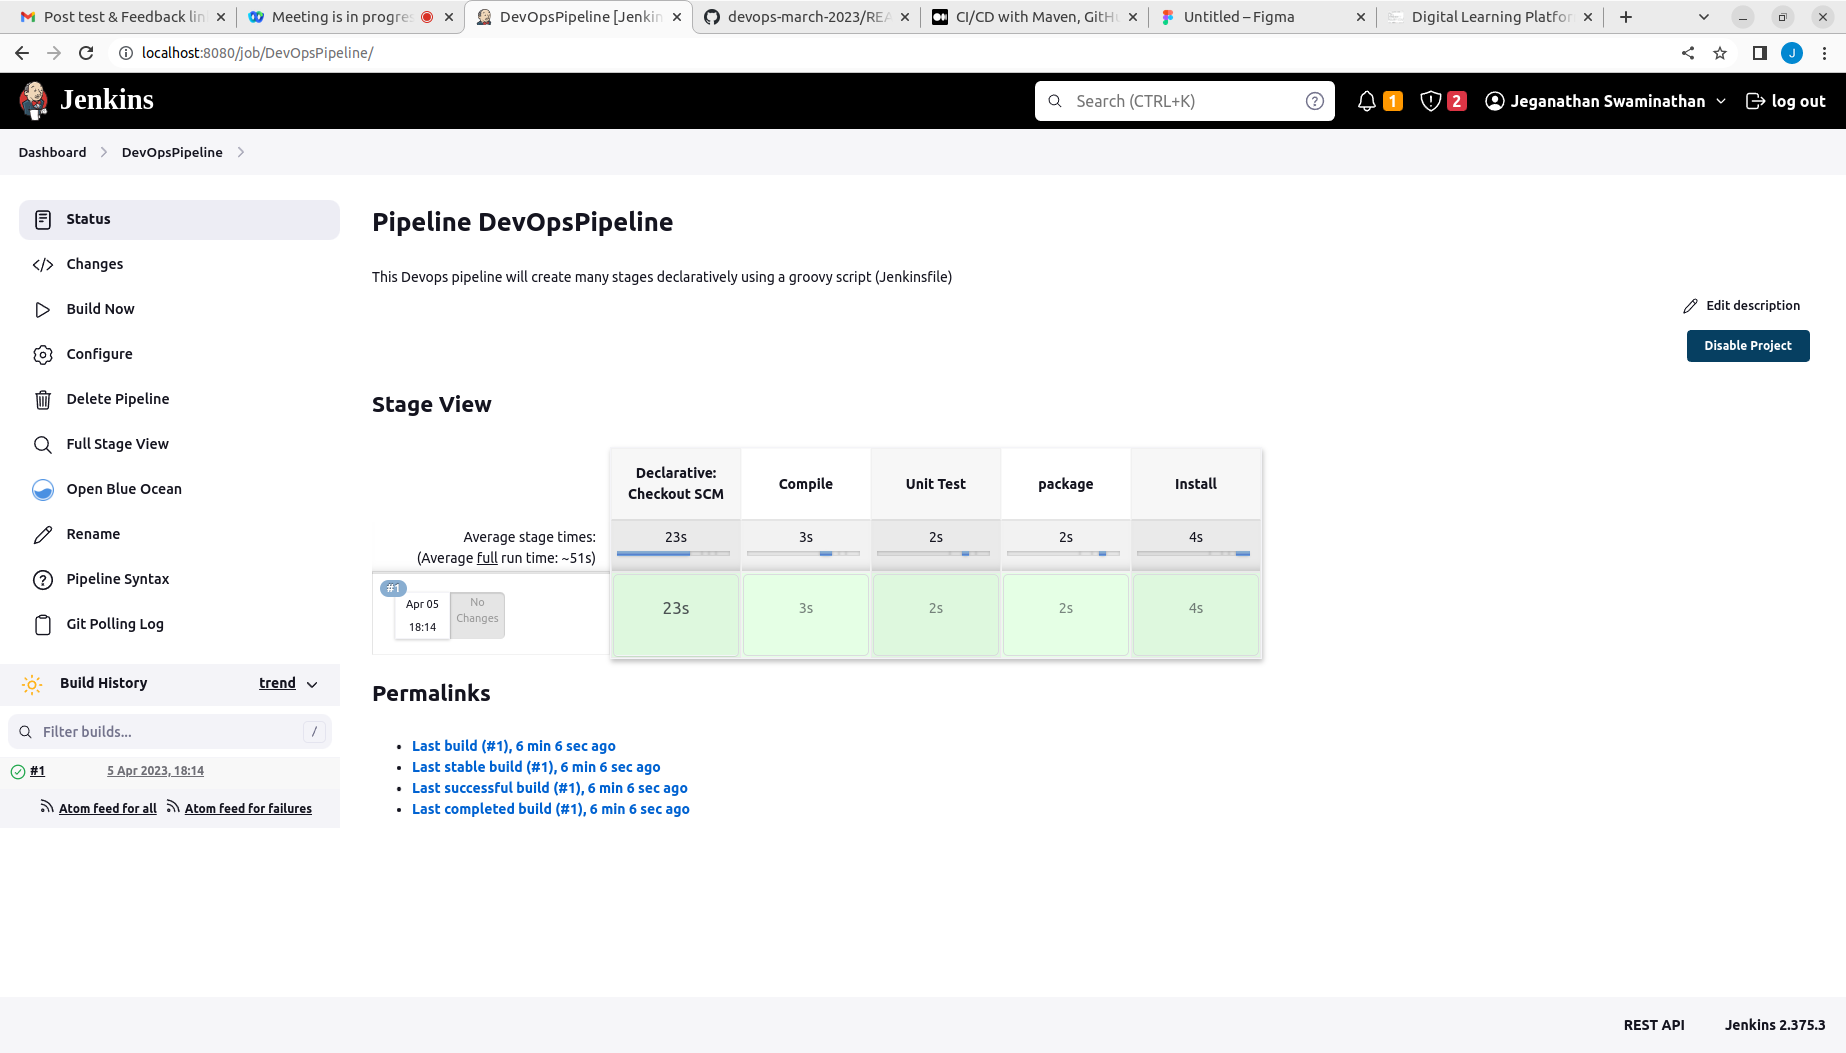 Post test & Feedback lin
Meeting is in progres
DevOpsPipeline [Jenkin
devops-march-2023/REA
CI/CD with Maven, GitHu
Untitled – Figma
Digital Learning Platfor
localhost:8080/job/DevOpsPipeline/
J
Jenkins
Search (CTRL+K)
?
1
2
Jeganathan Swaminathan
log out
Dashboard
DevOpsPipeline
Status
Changes
Build Now
Configure
Delete Pipeline
Full Stage View
Open Blue Ocean
Rename
Pipeline Syntax
Git Polling Log
Build History
trend
Filter builds...
/
#1
5 Apr 2023, 18:14
Atom feed for all
Atom feed for failures
Pipeline DevOpsPipeline
This Devops pipeline will create many stages declaratively using a groovy script (Jenkinsfile)
Edit description
Disable Project
Stage View
Declarative:
Checkout SCM
Compile
Unit Test
package
Install
Average stage times:
(Average full run time: ~51s)
23s
3s
2s
2s
4s
#1
Apr 05
18:14
No
Changes
23s
3s
2s
2s
4s
Permalinks
Last build (#1), 6 min 6 sec ago
Last stable build (#1), 6 min 6 sec ago
Last successful build (#1), 6 min 6 sec ago
Last completed build (#1), 6 min 6 sec ago
REST API
Jenkins 2.375.3